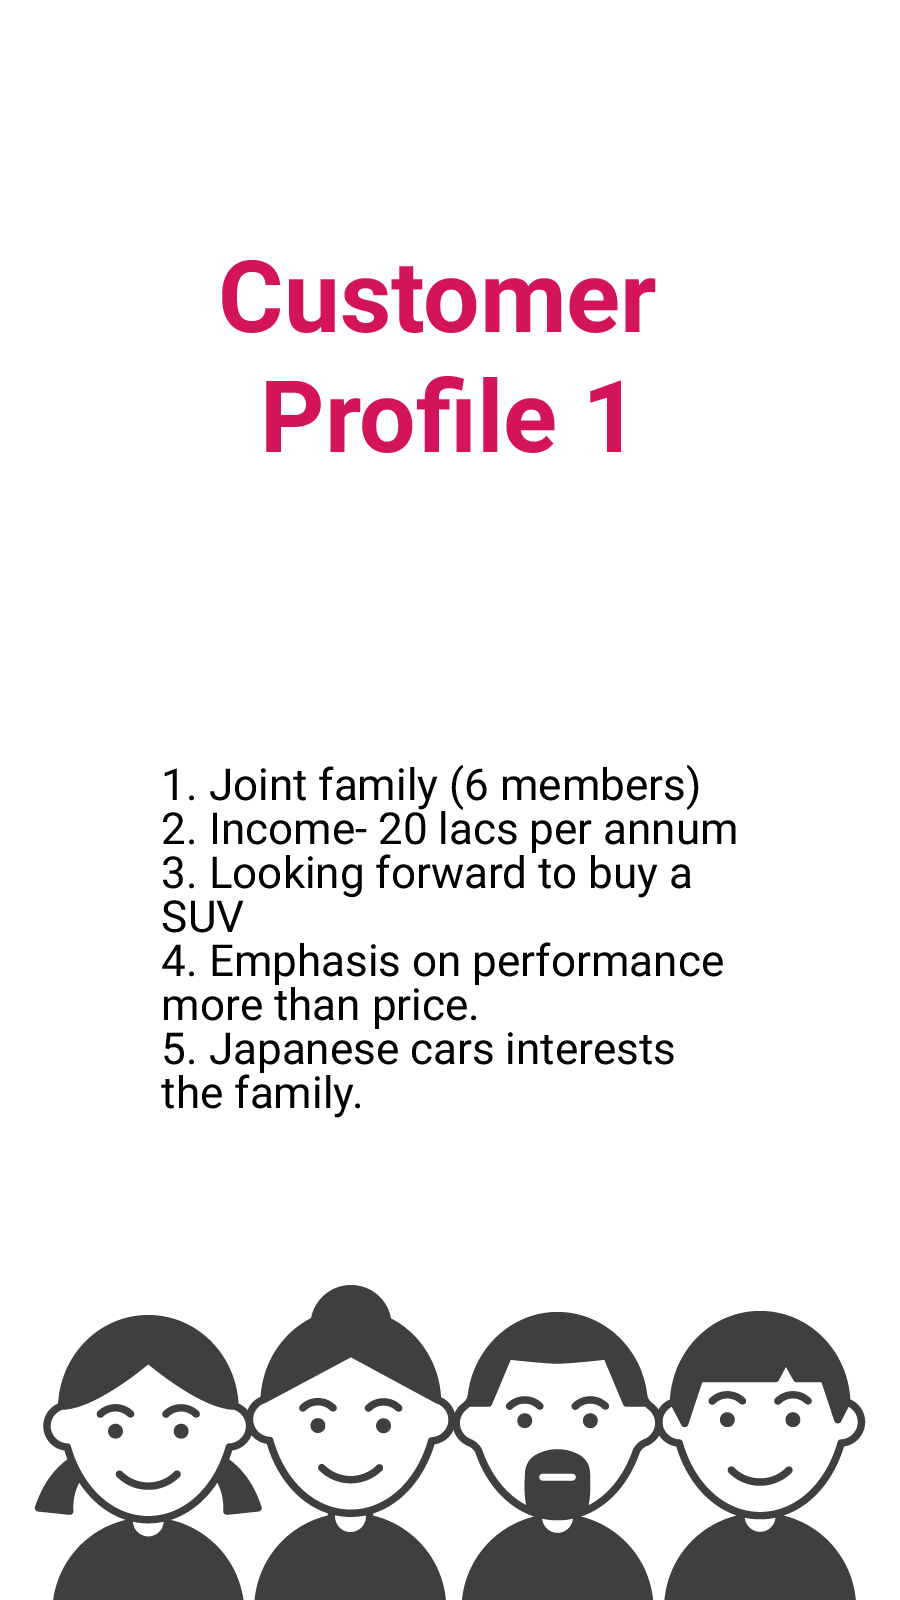 Customer
Profile 1
1. Joint family (6 members)
2. Income- 20 lacs per annum
3. Looking forward to buy a
SUV
4. Emphasis on performance
more than price.
5. Japanese cars interests
the family.